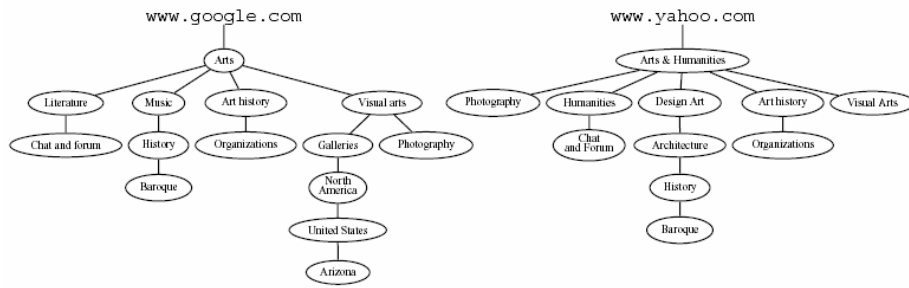 www.google.com
www.yahoo.com
Arts
Arts & Humanities
Literature
Music
Art history
Visual arts
Photography
Humanities
Design Art
Art history
Visual Arts
Chat and forum
History
Organizations
Galleries
Photography
Chat
and Forum
Architecture
Organizations
Baroque
North
America
History
United States
Baroque
Arizona